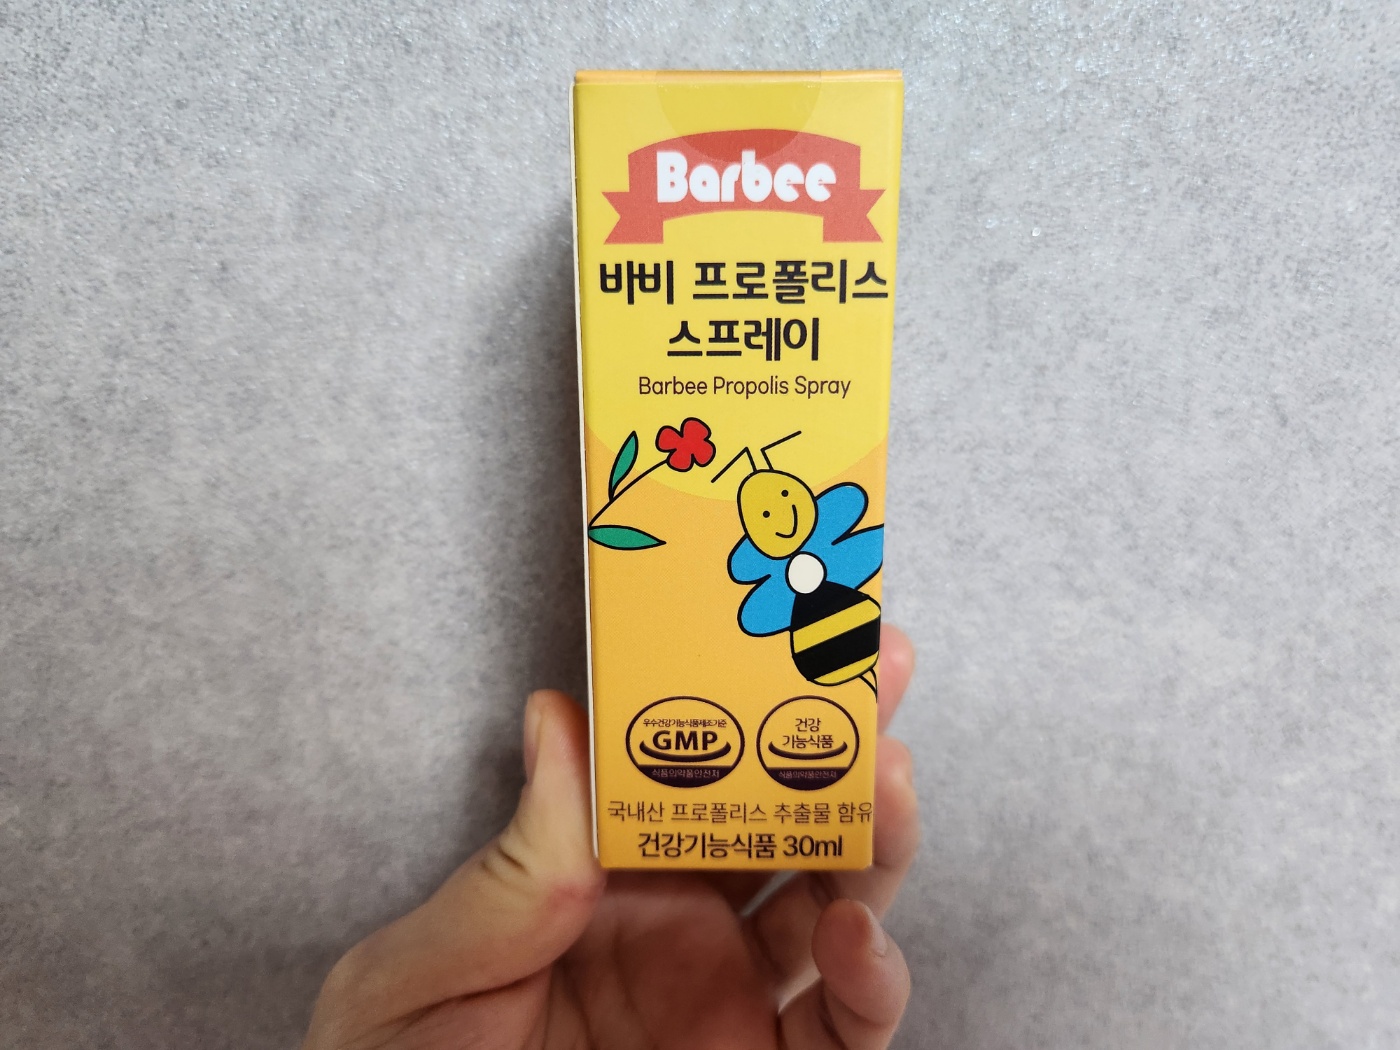 Barbee
바비 프로폴리스
스프레이
Barbee Propolis Spray
우수건강기능식품제조기준
GMP
식품의약품안전처
건강
기능식품
식품의약품안전처
국내산 프로폴리스 추출물 함유
건강기능식품 30ml